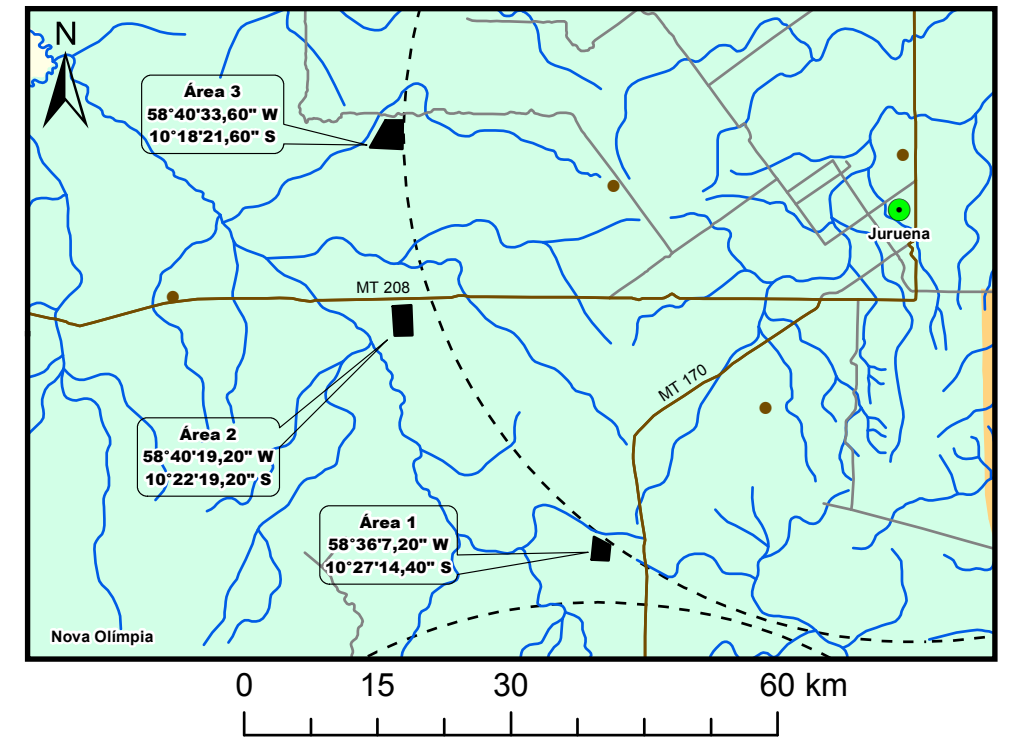 N
Área 3
58°40'33,60" W
10°18'21,60" S
Juruena
MT 208
MT 170
Área 2
58°40'19,20" W
10°22'19,20" S
Área 1
58°36'7,20" W
10°27'14,40" S
Nova Olímpia
0 15 30 60 km